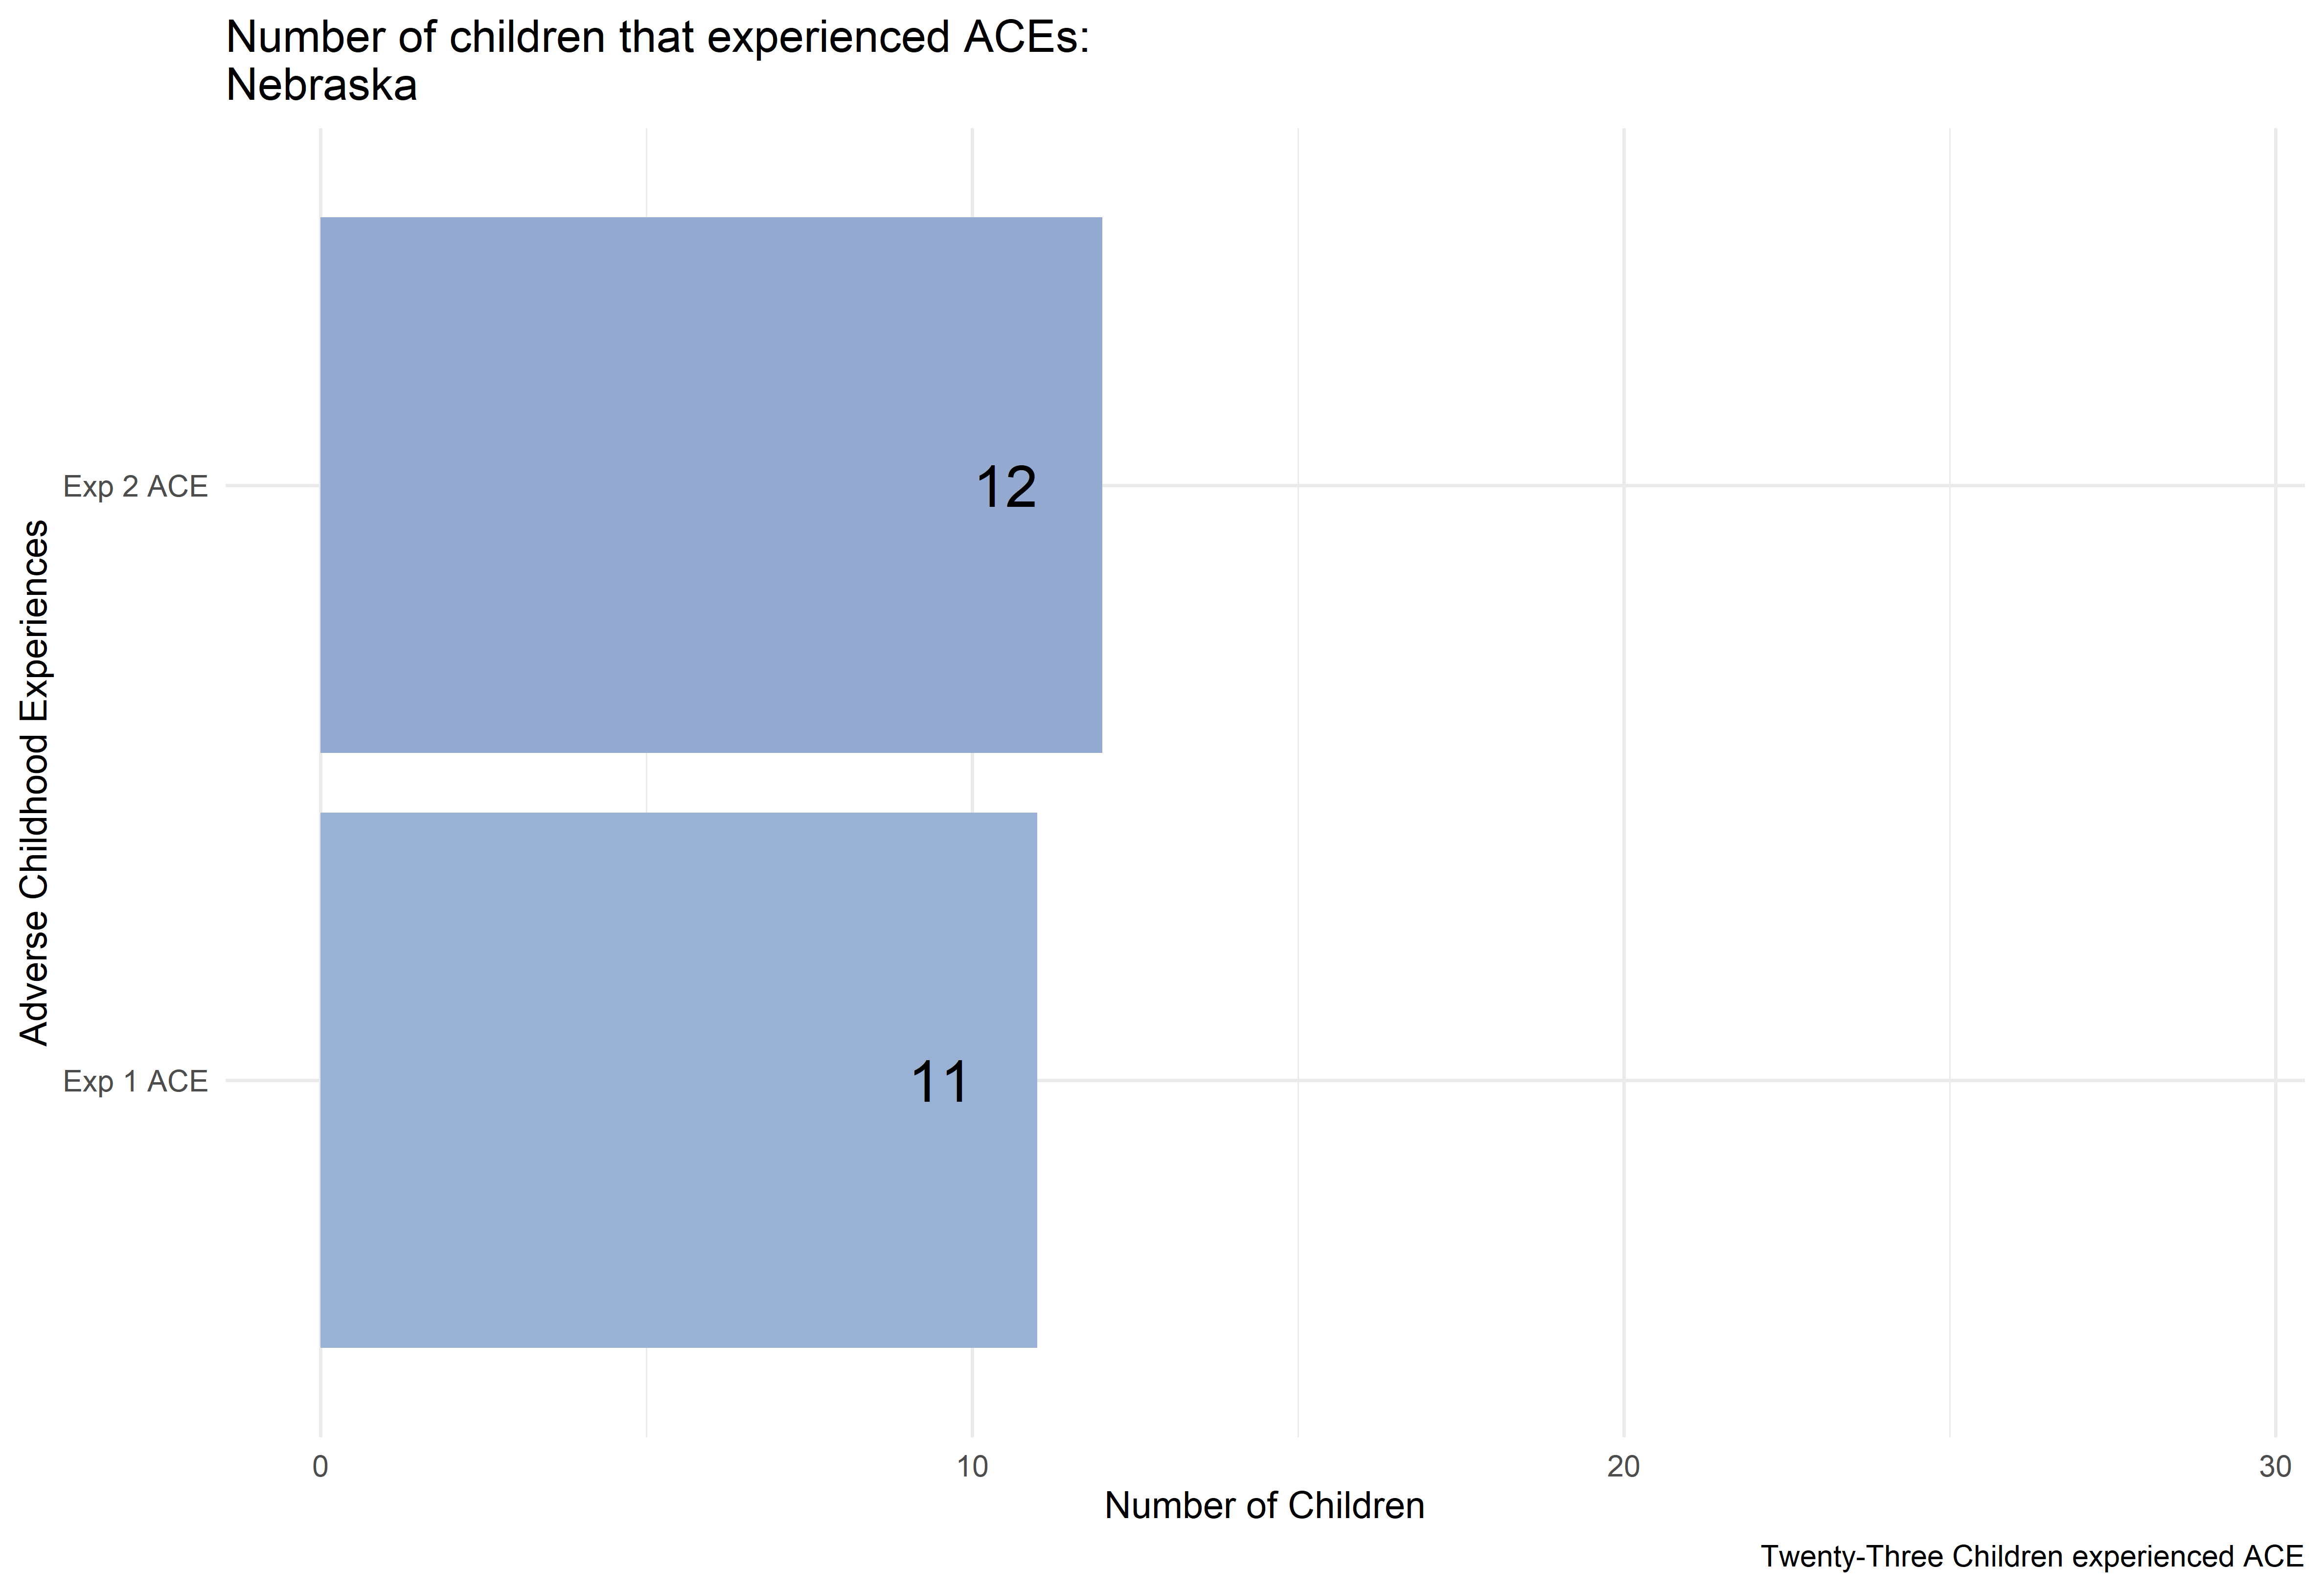 Number of children that experienced ACEs:
Nebraska
Adverse Childhood Experiences
Exp 2 ACE
12
Exp 1 ACE
11
0
10
20
30
Number of Children
Twenty-Three Children experienced ACE